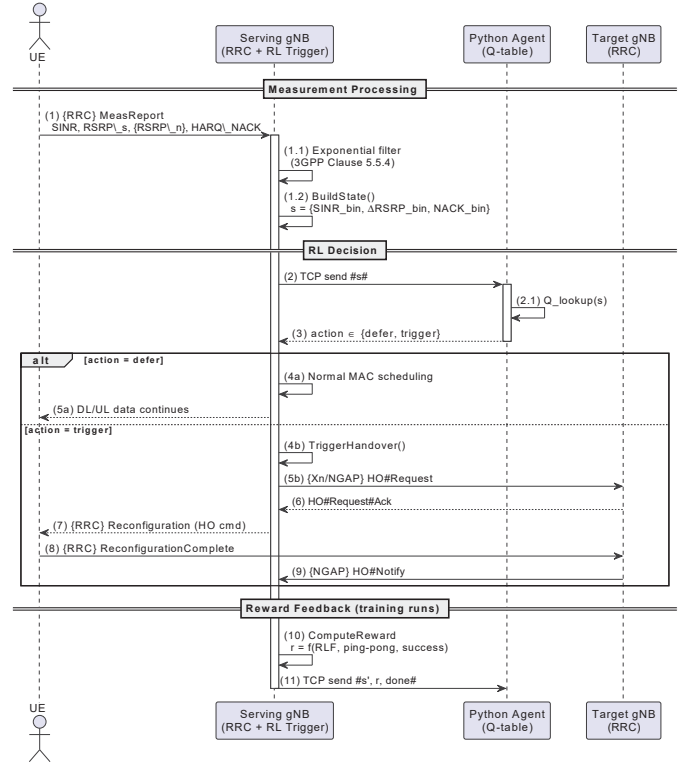 UE
Serving gNB
(RRC + RL Trigger)
Python Agent
(Q-table)
Target gNB
(RRC)
Measurement Processing
(1) {RRC} MeasReport
SINR, RSRP\_s, {RSRP\_n}, HARQ\_NACK
(1.1) Exponential filter
(3GPP Clause 5.5.4)
(1.2) BuildState()
s = {SINR_bin, ΔRSRP_bin, NACK_bin}
RL Decision
(2) TCP send #s#
(2.1) Q_lookup(s)
(3) action ∈ {defer, trigger}
alt
[action = defer]
(4a) Normal MAC scheduling
(5a) DL/UL data continues
[action = trigger]
(4b) TriggerHandover()
(5b) {Xn/NGAP} HO#Request
(6) HO#Request#Ack
(7) {RRC} Reconfiguration (HO cmd)
(8) {RRC} ReconfigurationComplete
(9) {NGAP} HO#Notify
Reward Feedback (training runs)
(10) ComputeReward
r = f(RLF, ping-pong, success)
(11) TCP send #s', r, done#
UE
Serving gNB
(RRC + RL Trigger)
Python Agent
(Q-table)
Target gNB
(RRC)